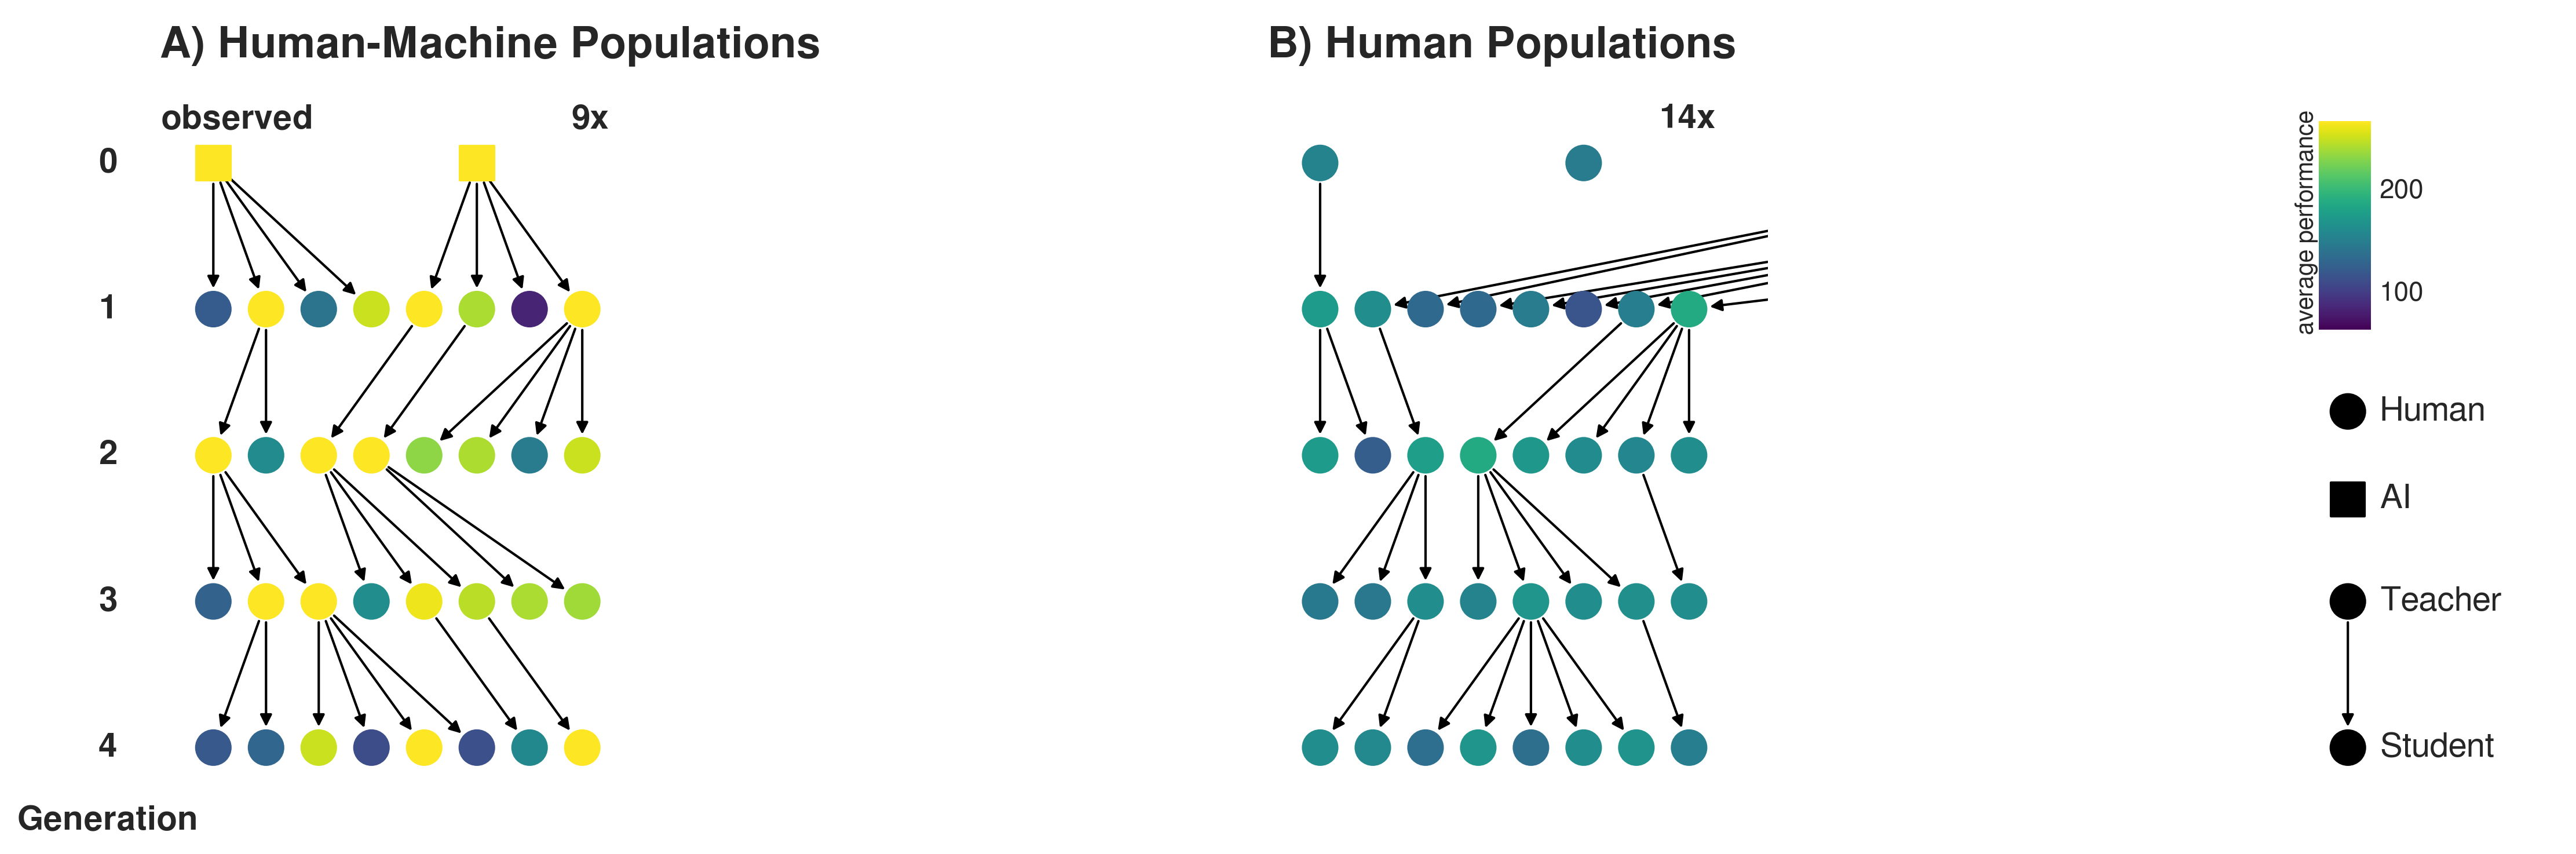 A) Human-Machine Populations
B) Human Populations
observed
9x
14x
0
1
2
3
4
Generation
average performance
200
100
Human
AI
Teacher
Student